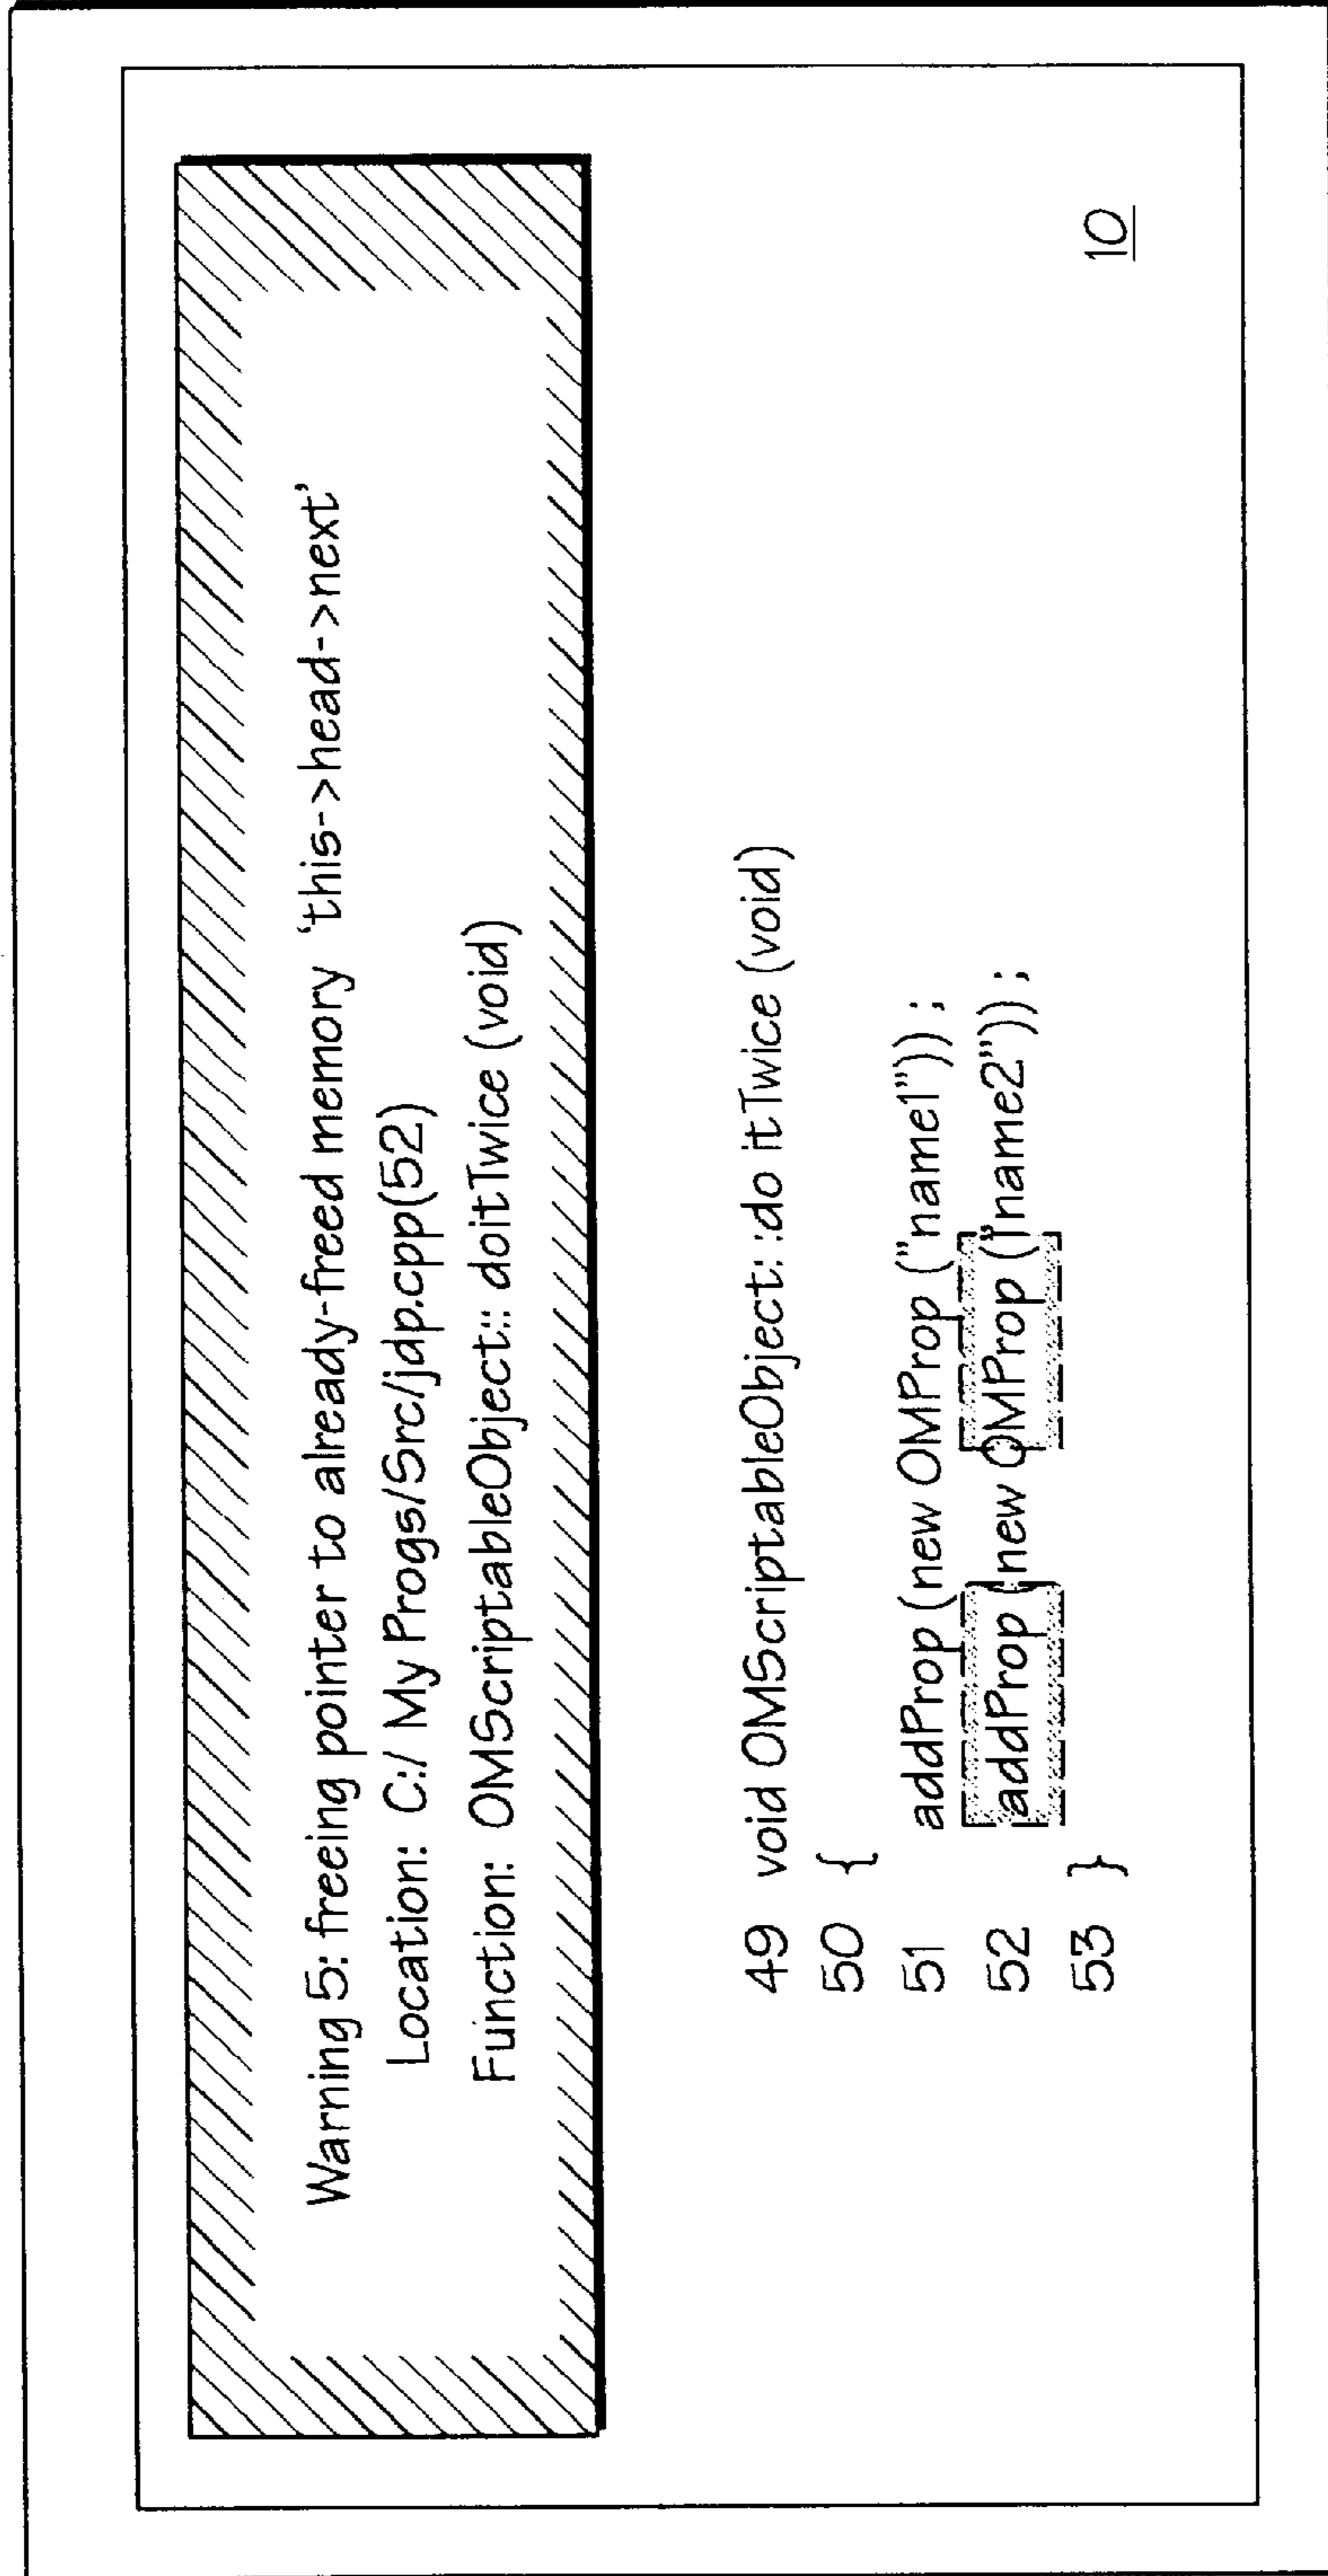 Warning 5: freeing pointer to already-freed memory ‘this->head->next’
Location: C:/ My Progs/Src/jdp.cpp(52)
Function: OMScriptableObject:: doitTwice (void)
49 void OMScriptableObject: :do itTwice (void)
50 {
51 addProp (new OMProp ("name1")) ;
52 addProp (new OMProp ("name2")) ;
53 }
10